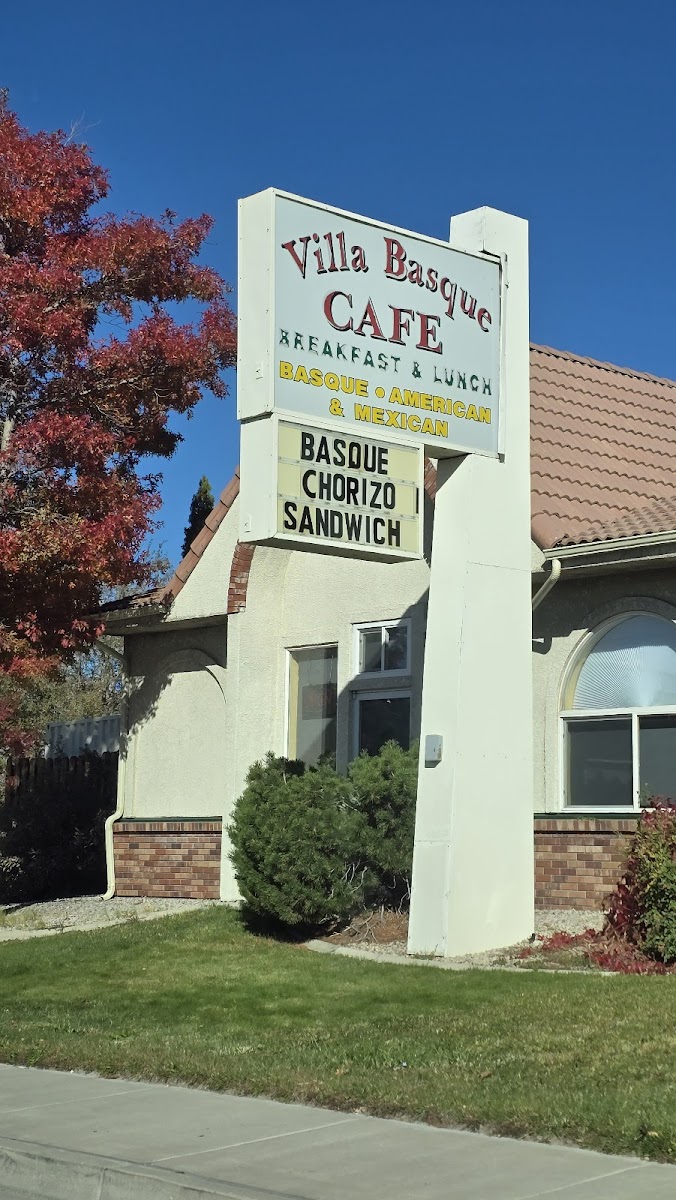 Villa Basque
CAFE
BREAKFAST & LUNCH
BASQUE • AMERICAN
& MEXICAN
BASQUE
CHORIZO
SANDWICH